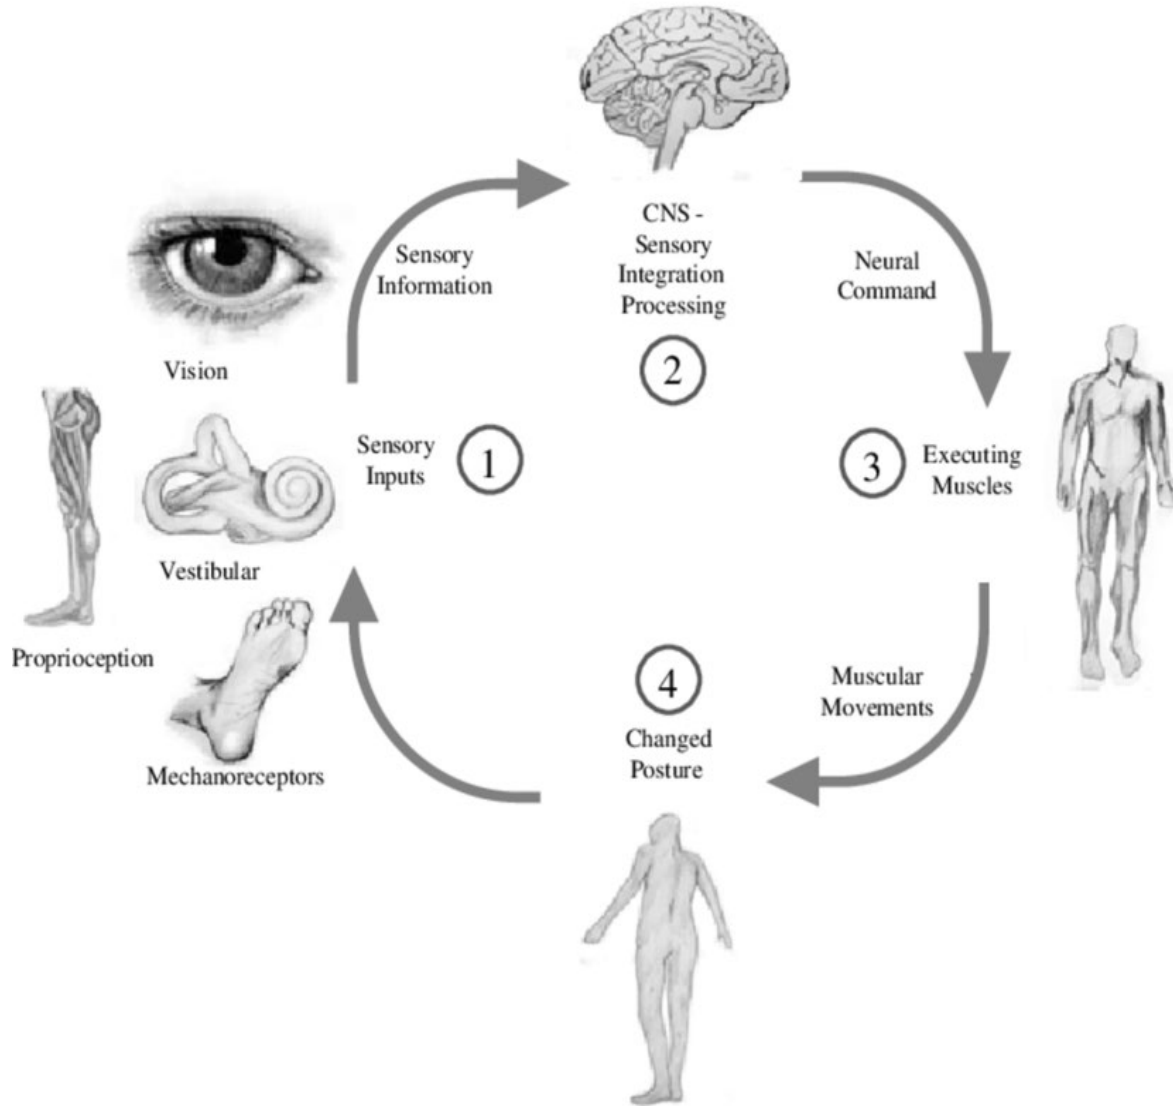 CNS -
Sensory
Integration
Processing
2
Sensory
Information
Neural
Command
Vision
Sensory
Inputs
1
3
Executing
Muscles
Vestibular
Proprioception
Mechanoreceptors
4
Changed
Posture
Muscular
Movements